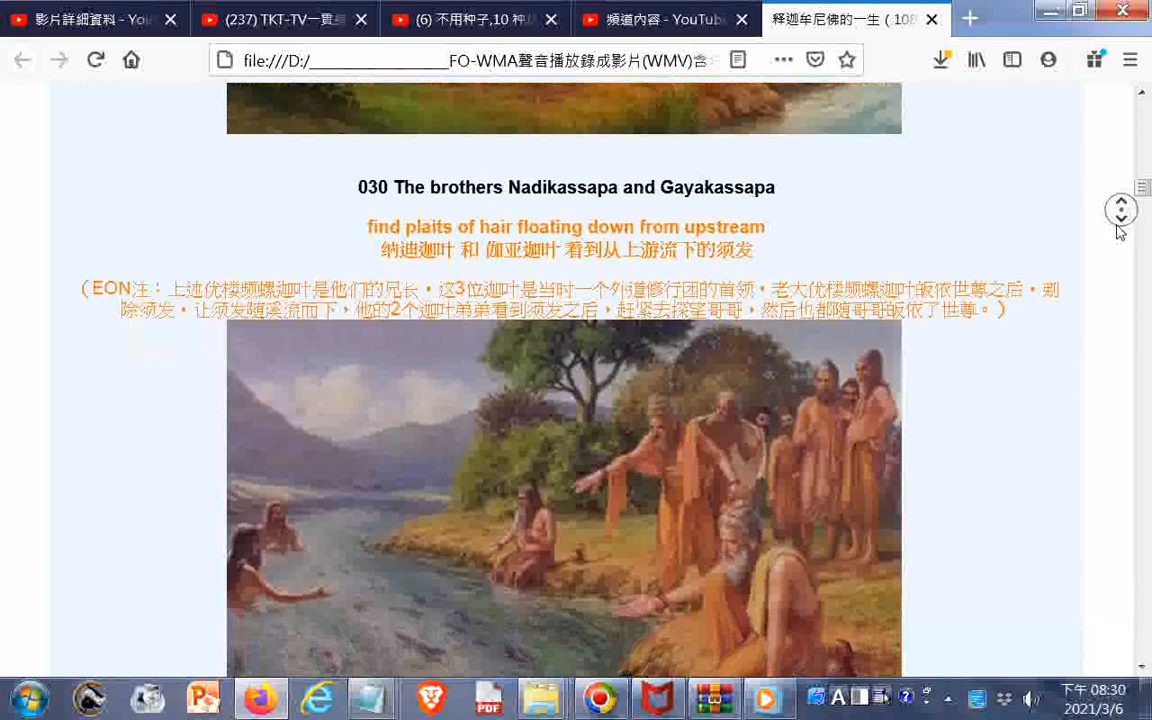 影片詳細資料 - You
(237) TKT-TV一貫
(6) 不用种子,10 种
頻道內容 - YouTube
释迦牟尼佛的一生（108
file:///D:/__________________FO-WMA聲音播放錄成影片(WMV)含
030 The brothers Nadikassapa and Gayakassapa
find plaits of hair floating down from upstream
纳迪迦叶 和 伽亚迦叶 看到从上游流下的须发
（EON注：上述优楼频螺迦叶是他们的兄长，这3位迦叶是当时一个外道修行团的首领，老大优楼频螺迦叶皈依世尊之后，剃
除须发，让须发随溪流而下，他的2个迦叶弟弟看到须发之后，赶紧去探望哥哥，然后也都随哥哥皈依了世尊。）
PDF
A
下午 08:30
2021/3/6